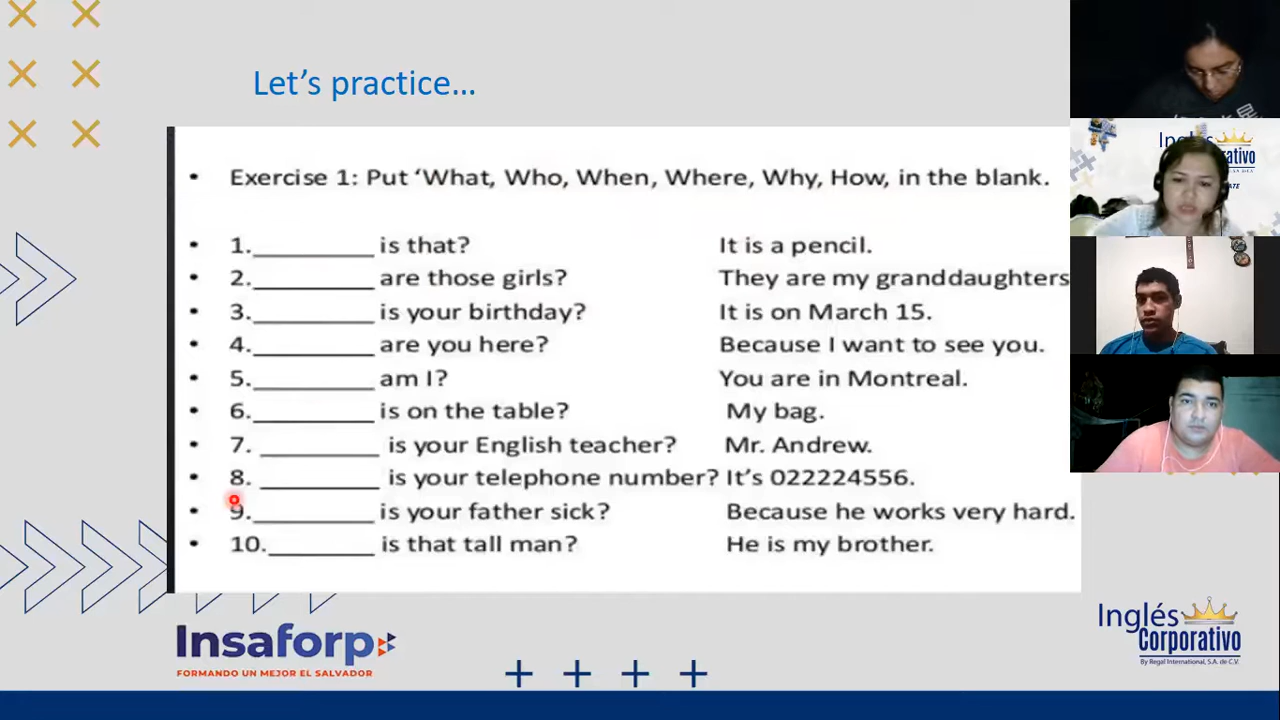 Let's practice...
• Exercise 1: Put ‘What, Who, When, Where, Why, How, in the blank.
• 1.__________ is that? It is a pencil.
• 2.__________ are those girls? They are my granddaughters
• 3.__________ is your birthday? It is on March 15.
• 4.__________ are you here? Because I want to see you.
• 5.__________ am I? You are in Montreal.
• 6.__________ is on the table? My bag.
• 7. __________ is your English teacher? Mr. Andrew.
• 8. __________ is your telephone number? It's 022224556.
• 9.__________ is your father sick? Because he works very hard.
• 10._________ is that tall man? He is my brother.
Insaforp
FORMANDO UN MEJOR EL SALVADOR
Inglés
Corporativo
By Regal International, S.A. de C.V.